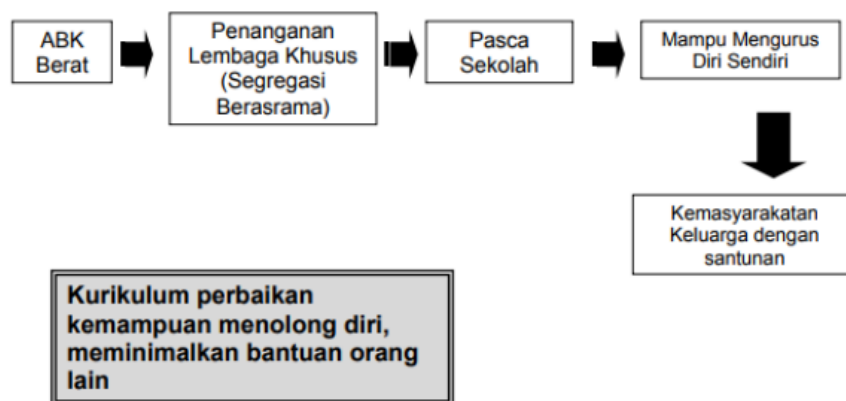 ABK
Berat
Penanganan
Lembaga Khusus
(Segregasi
Berasrama)
Pasca
Sekolah
Mampu Mengurus
Diri Sendiri
Kemasyarakatan
Keluarga dengan
santunan
Kurikulum perbaikan
kemampuan menolong diri,
meminimalkan bantuan orang
lain